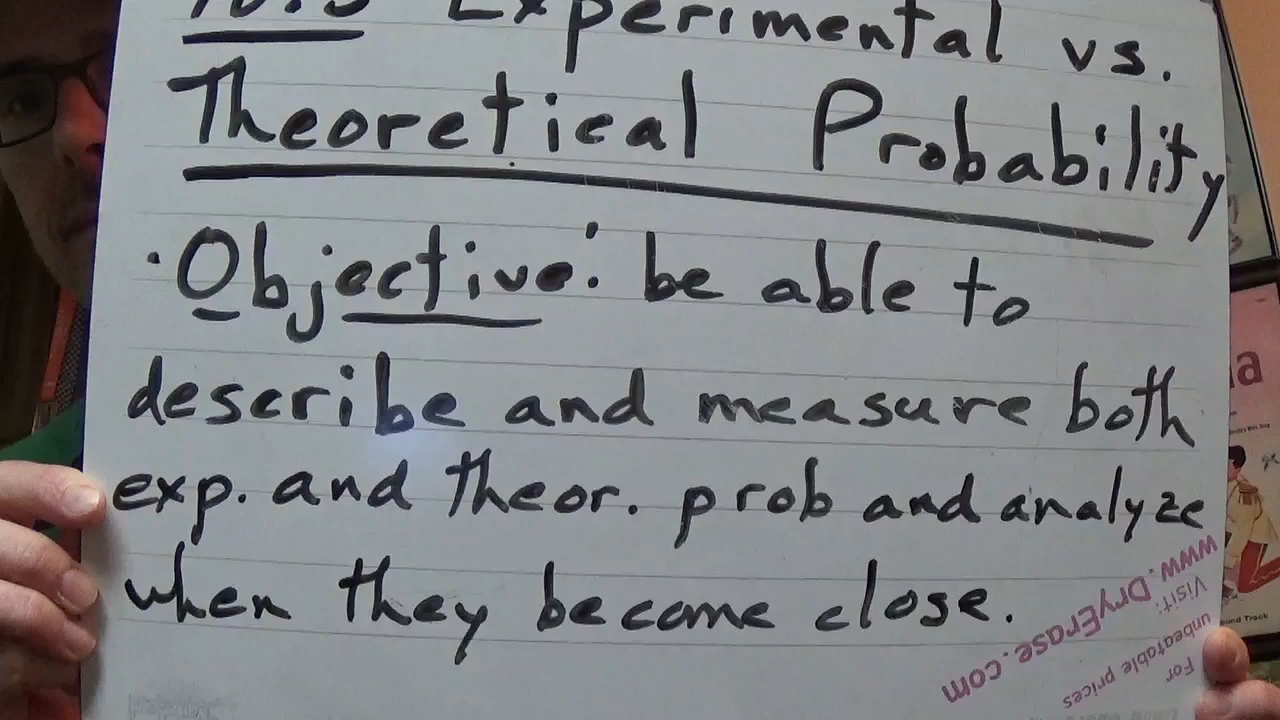 Experimental vs.
Theoretical Probability
· Objective: be able to
describe and measure both
exp. and theor. prob and analyze
when they become close.
www.DryErase.com
Visit:
unbeatable prices
For